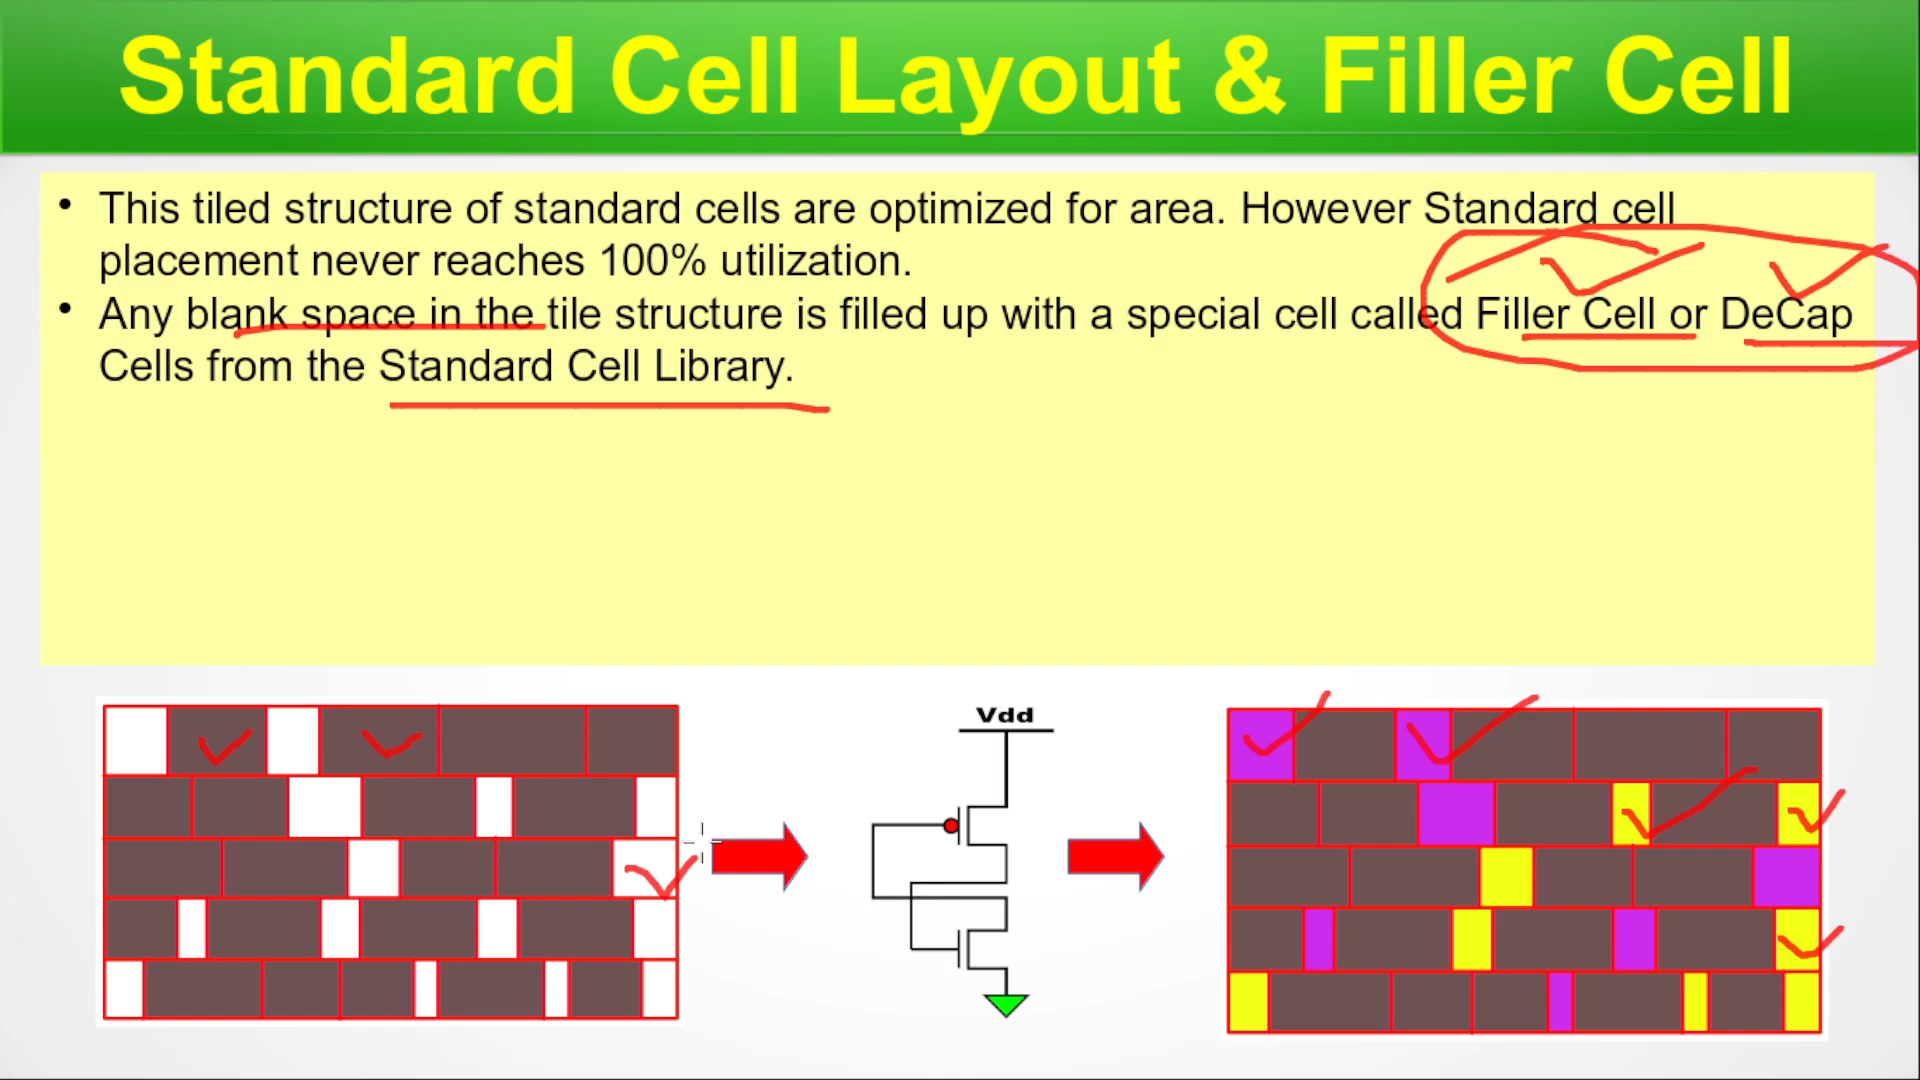 Standard Cell Layout & Filler Cell
• This tiled structure of standard cells are optimized for area. However Standard cell
placement never reaches 100% utilization.
• Any blank space in the tile structure is filled up with a special cell called Filler Cell or DeCap
Cells from the Standard Cell Library.
Vdd